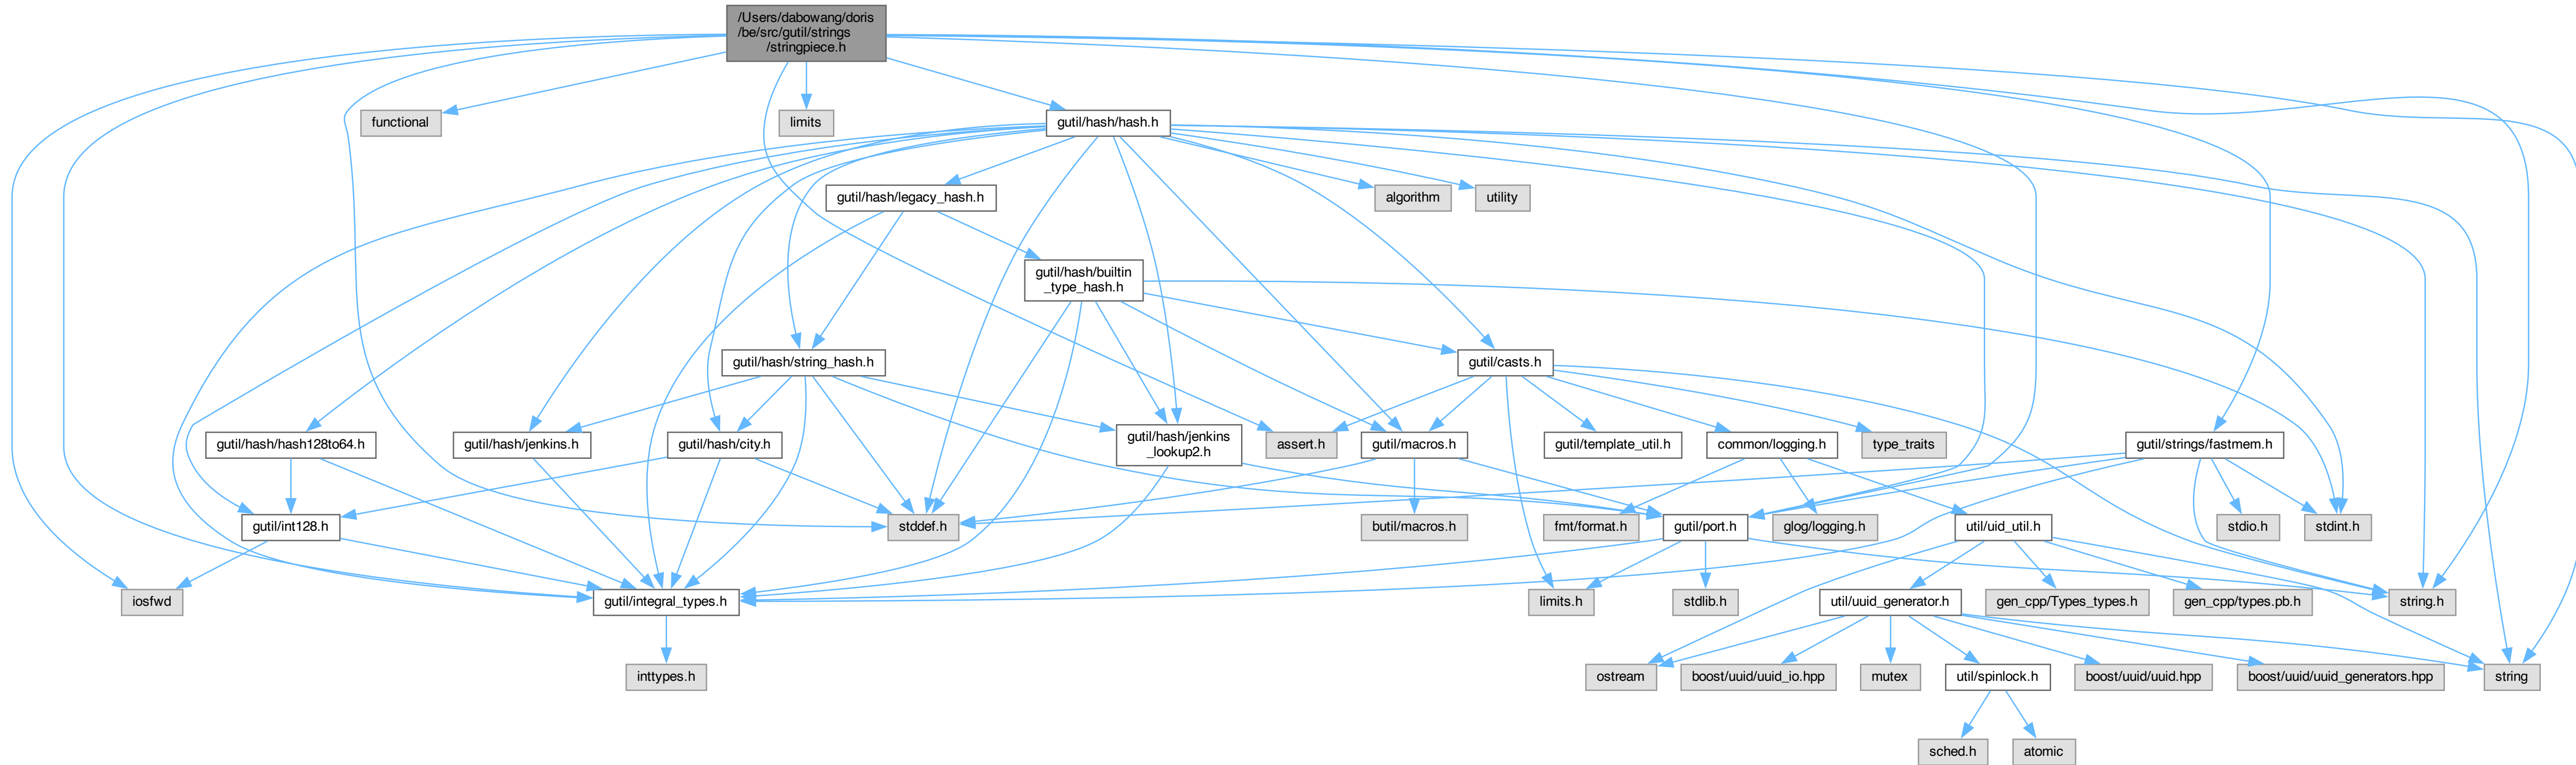 /Users/dabowang/doris
/be/src/gutil/strings
/stringpiece.h
functional
limits
gutil/hash/hash.h
gutil/hash/legacy_hash.h
algorithm
utility
gutil/hash/builtin
_type_hash.h
gutil/hash/string_hash.h
gutil/casts.h
gutil/hash/hash128to64.h
gutil/hash/jenkins.h
gutil/hash/city.h
gutil/hash/jenkins
_lookup2.h
assert.h
gutil/macros.h
gutil/template_util.h
common/logging.h
type_traits
gutil/strings/fastmem.h
gutil/int128.h
stddef.h
butil/macros.h
fmt/format.h
gutil/port.h
glog/logging.h
util/uid_util.h
stdio.h
stdint.h
iosfwd
gutil/integral_types.h
limits.h
stdlib.h
util/uuid_generator.h
gen_cpp/Types_types.h
gen_cpp/types.pb.h
string.h
inttypes.h
ostream
boost/uuid/uuid_io.hpp
mutex
util/spinlock.h
boost/uuid/uuid.hpp
boost/uuid/uuid_generators.hpp
string
sched.h
atomic